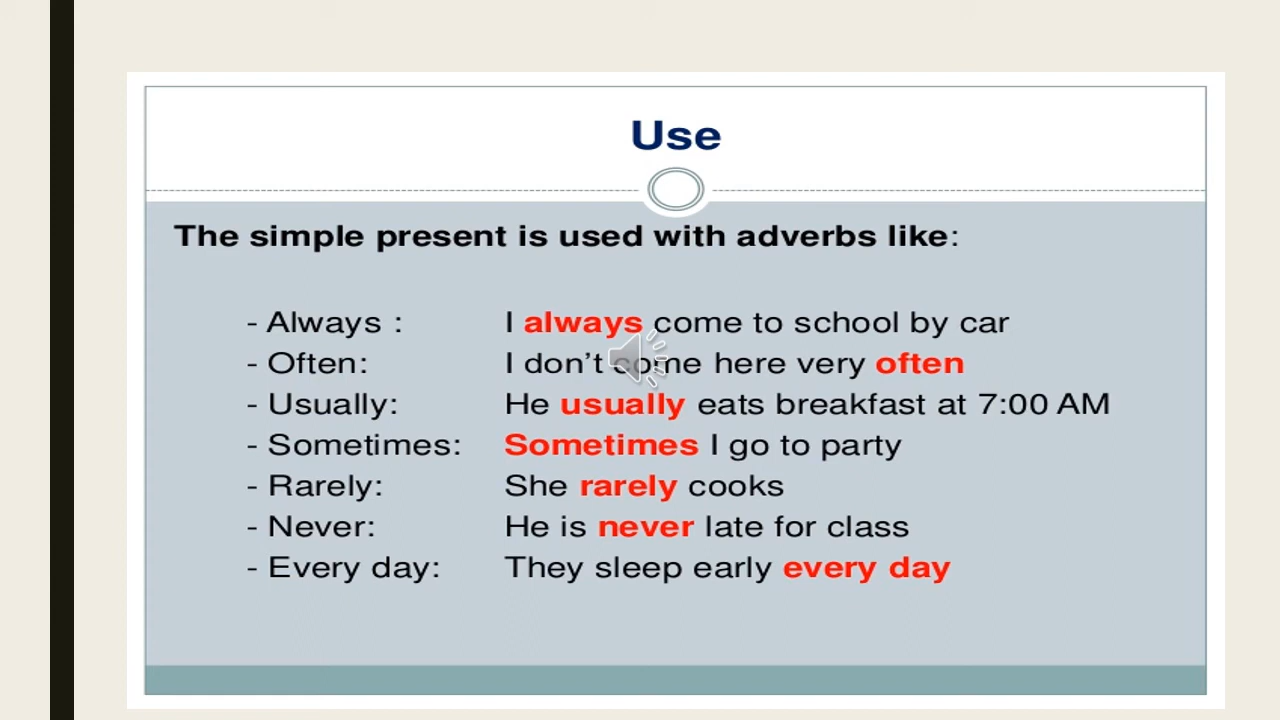 Use
The simple present is used with adverbs like:
- Always : I always come to school by car
- Often: I don't come here very often
- Usually: He usually eats breakfast at 7:00 AM
- Sometimes: Sometimes I go to party
- Rarely: She rarely cooks
- Never: He is never late for class
- Every day: They sleep early every day